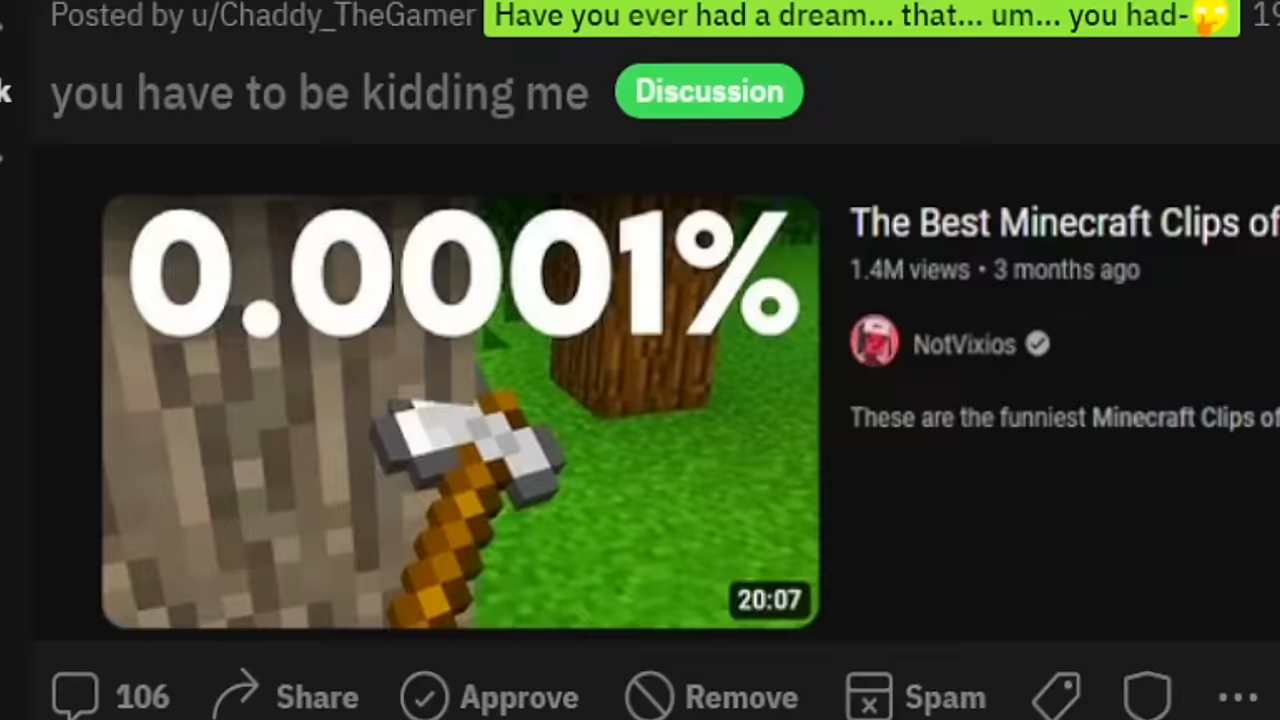 Posted by u/Chaddy_TheGamer Have you ever had a dream... that... um... you had-🤔 19
k
you have to be kidding me Discussion
0.0001%
The Best Minecraft Clips of
1.4M views • 3 months ago
NotVixios
These are the funniest Minecraft Clips of
20:07
106 Share Approve Remove Spam